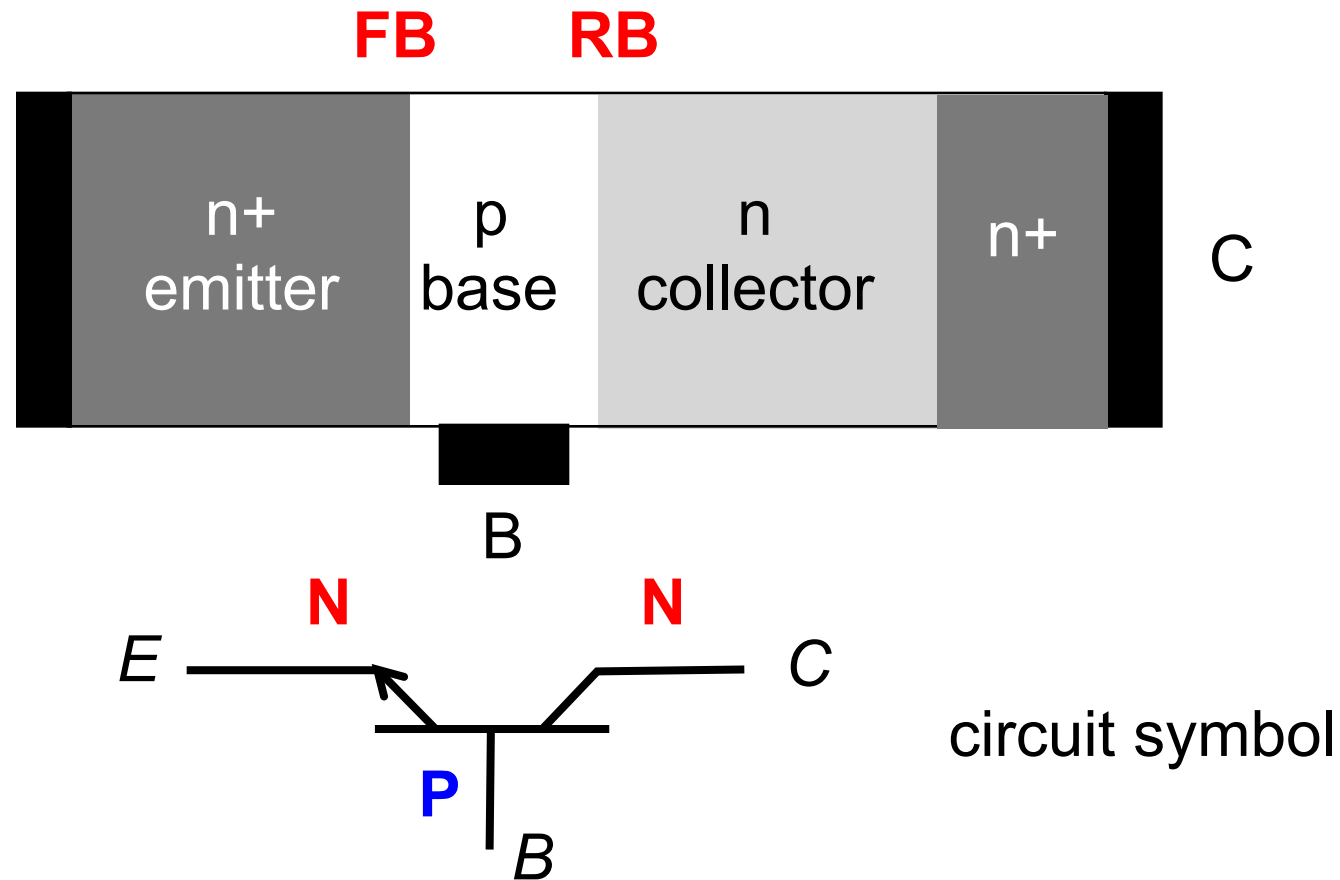 FB RB
n+
emitter
p
base
n
collector
n+
C
B
N N
E C
circuit symbol
P
B